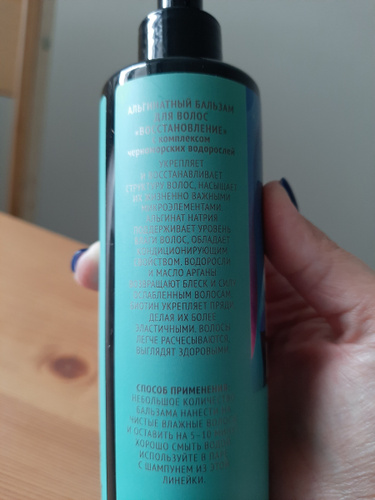 АЛЬГИНАТНЫЙ БАЛЬЗАМ
ДЛЯ ВОЛОС
«ВОССТАНОВЛЕНИЕ»
с комплексом
черноморских водорослей
УКРЕПЛЯЕТ
И ВОССТАНАВЛИВАЕТ
СТРУКТУРУ ВОЛОС, НАСЫЩАЕТ
ИХ ЖИЗНЕННО ВАЖНЫМИ
МИКРОЭЛЕМЕНТАМИ.
АЛЬГИНАТ НАТРИЯ
ПОДДЕРЖИВАЕТ УРОВЕНЬ
ВЛАГИ ВОЛОС, ОБЛАДАЕТ
КОНДИЦИОНИРУЮЩИМ
СВОЙСТВОМ. ВОДОРОСЛИ
И МАСЛО АРГАНЫ
ВОЗВРАЩАЮТ БЛЕСК И СИЛУ
ОСЛАБЛЕННЫМ ВОЛОСАМ.
БИОТИН УКРЕПЛЯЕТ ПРЯДИ,
ДЕЛАЯ ИХ БОЛЕЕ
ЭЛАСТИЧНЫМИ. ВОЛОСЫ
ЛЕГЧЕ РАСЧЕСЫВАЮТСЯ,
ВЫГЛЯДЯТ ЗДОРОВЫМИ.
СПОСОБ ПРИМЕНЕНИЯ:
НЕБОЛЬШОЕ КОЛИЧЕСТВО
БАЛЬЗАМА НАНЕСТИ НА
ЧИСТЫЕ ВЛАЖНЫЕ ВОЛОСЫ
И ОСТАВИТЬ НА 5-10
ХОРОШО СМЫТЬ ВОДОЙ.
ИСПОЛЬЗУЙТЕ В ПАРЕ
С ШАМПУНЕМ ИЗ ЭТОЙ
ЛИНЕЙКИ.